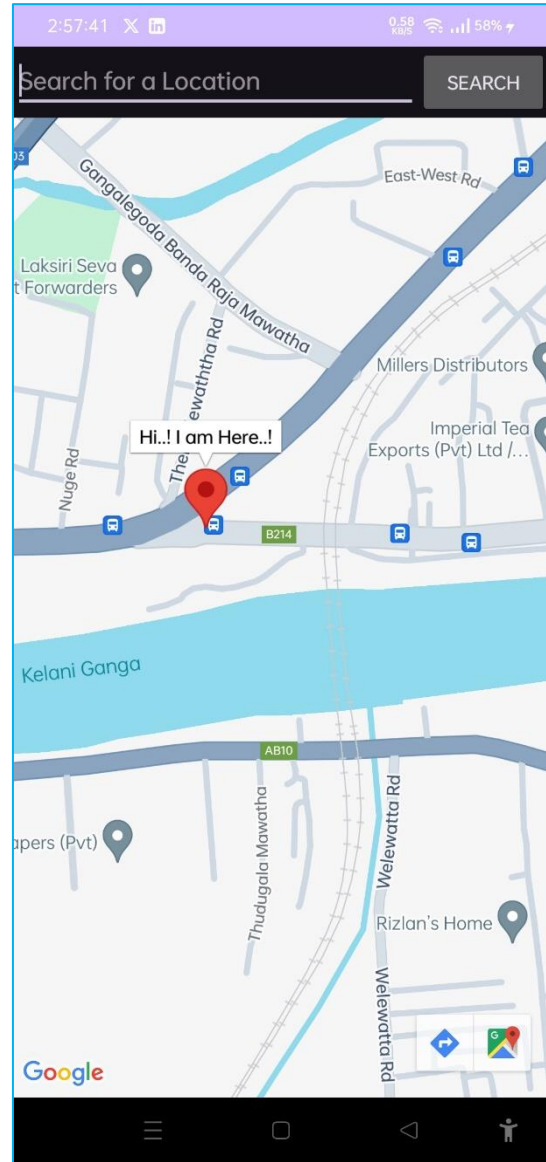 2:57:41
0.58
KB/S
58%
Search for a Location
SEARCH
03
East-West Rd
Gangalegoda Banda Raja Mawatha
Laksiri Seva
t Forwarders
Millers Distributors
Imperial Tea
Exports (Pvt) Ltd /...
Hi..! I am Here..!
Nuge Rd
B214
Kelani Ganga
AB10
apers (Pvt)
Thudugala Mawatha
Welewatta Rd
Rizlan's Home
Welewatta Rd
Google